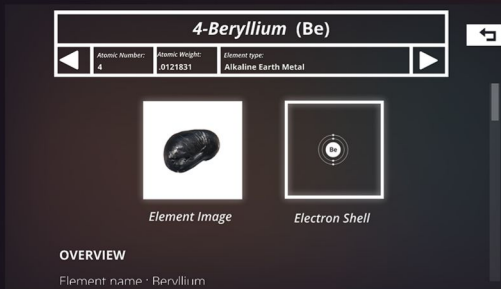 4-Beryllium (Be)
Atomic Number:
4
Atomic Weight:
.0121831
Element type:
Alkaline Earth Metal
Be
Element Image
Electron Shell
OVERVIEW
Element name : Beryllium